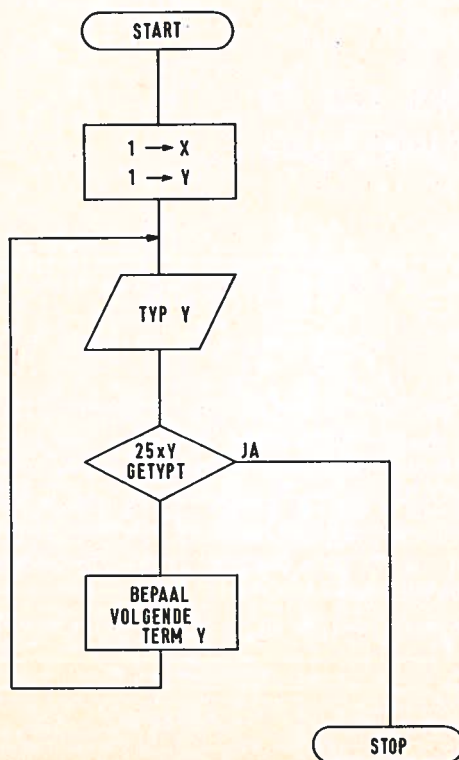 START
1 → X
1 → Y
TYP Y
25xY
GETYPT
JA
BEPAAL
VOLGENDE
TERM Y
STOP